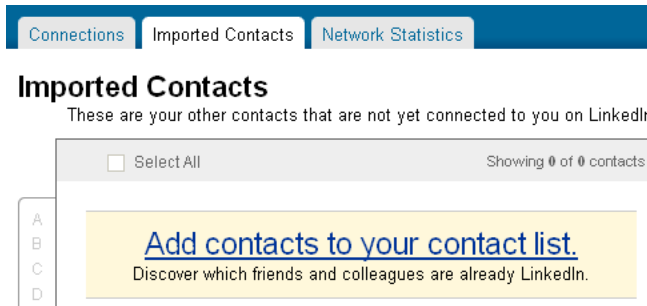 Connections Imported Contacts Network Statistics
Imported Contacts
These are your other contacts that are not yet connected to you on LinkedIn
Select All Showing 0 of 0 contacts
A
B
C
D
Add contacts to your contact list.
Discover which friends and colleagues are already LinkedIn.